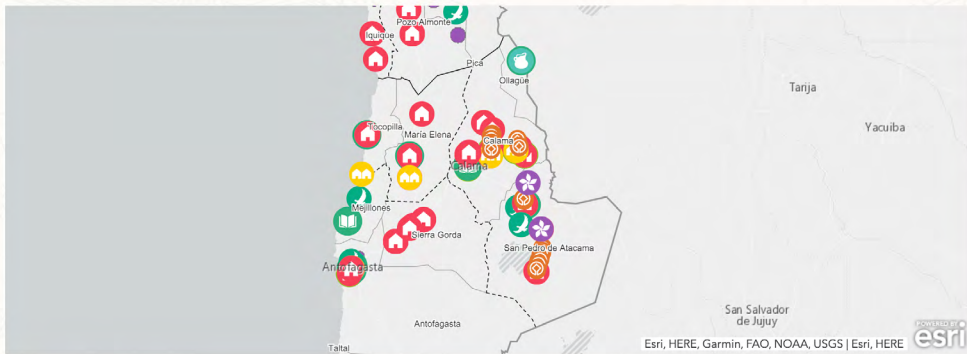 Pozo Almonte
Iquique
Pica
Ollagüe
Tarija
Tocopilla
María Elena
Yacuiba
Calama
Calama
Mejillones
Sierra Gorda
San Pedro de Atacama
Antofagasta
San Salvador
de Jujuy
Antofagasta
Taltal
Esri, HERE, Garmin, FAO, NOAA, USGS | Esri, HERE
POWERED BY
esri